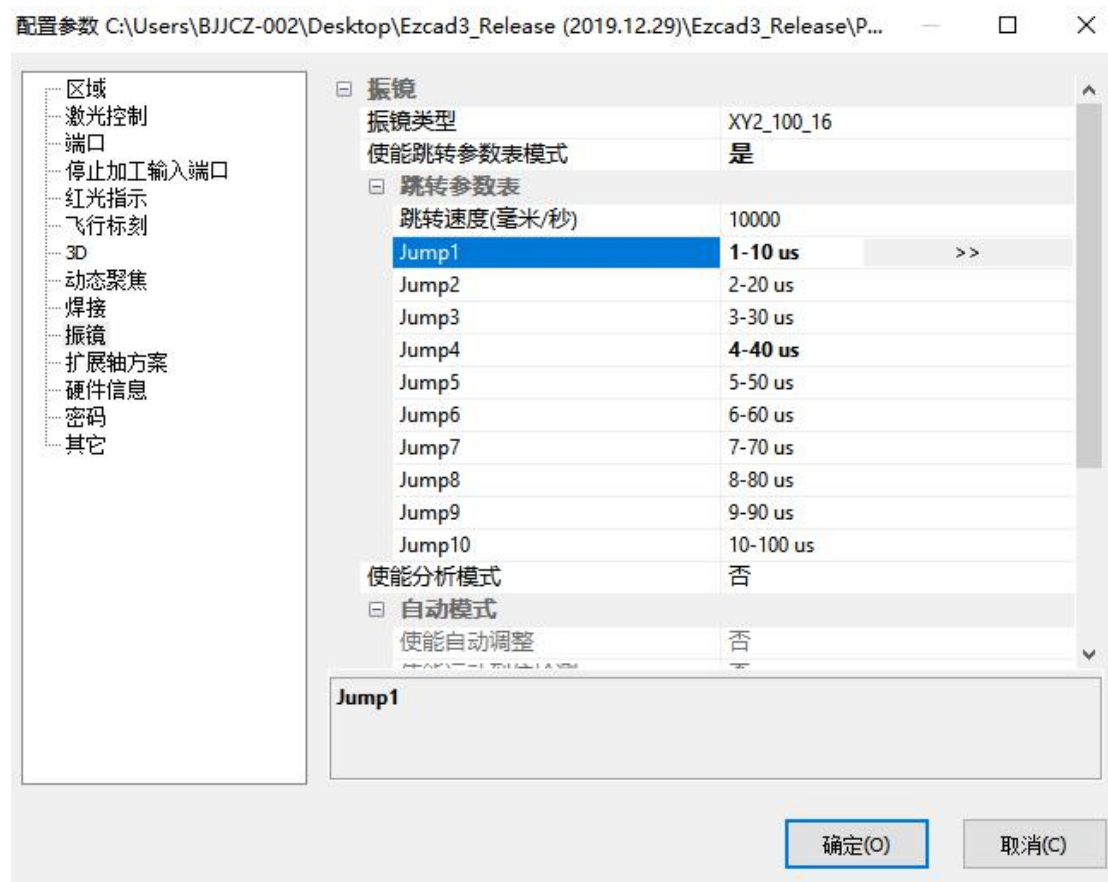 配置参数 C:\Users\BJJCZ-002\Desktop\Ezcad3_Release (2019.12.29)\Ezcad3_Release\P...
区域
激光控制
端口
停止加工输入端口
红光指示
飞行标刻
3D
动态聚焦
焊接
振镜
扩展轴方案
硬件信息
密码
其它
振镜
振镜类型 XY2_100_16
使能跳转参数表模式 是
跳转参数表
跳转速度(毫米/秒) 10000
Jump1 1-10 us >>
Jump2 2-20 us
Jump3 3-30 us
Jump4 4-40 us
Jump5 5-50 us
Jump6 6-60 us
Jump7 7-70 us
Jump8 8-80 us
Jump9 9-90 us
Jump10 10-100 us
使能分析模式 否
自动模式
使能自动调整 否
Jump1
确定(O) 取消(C)